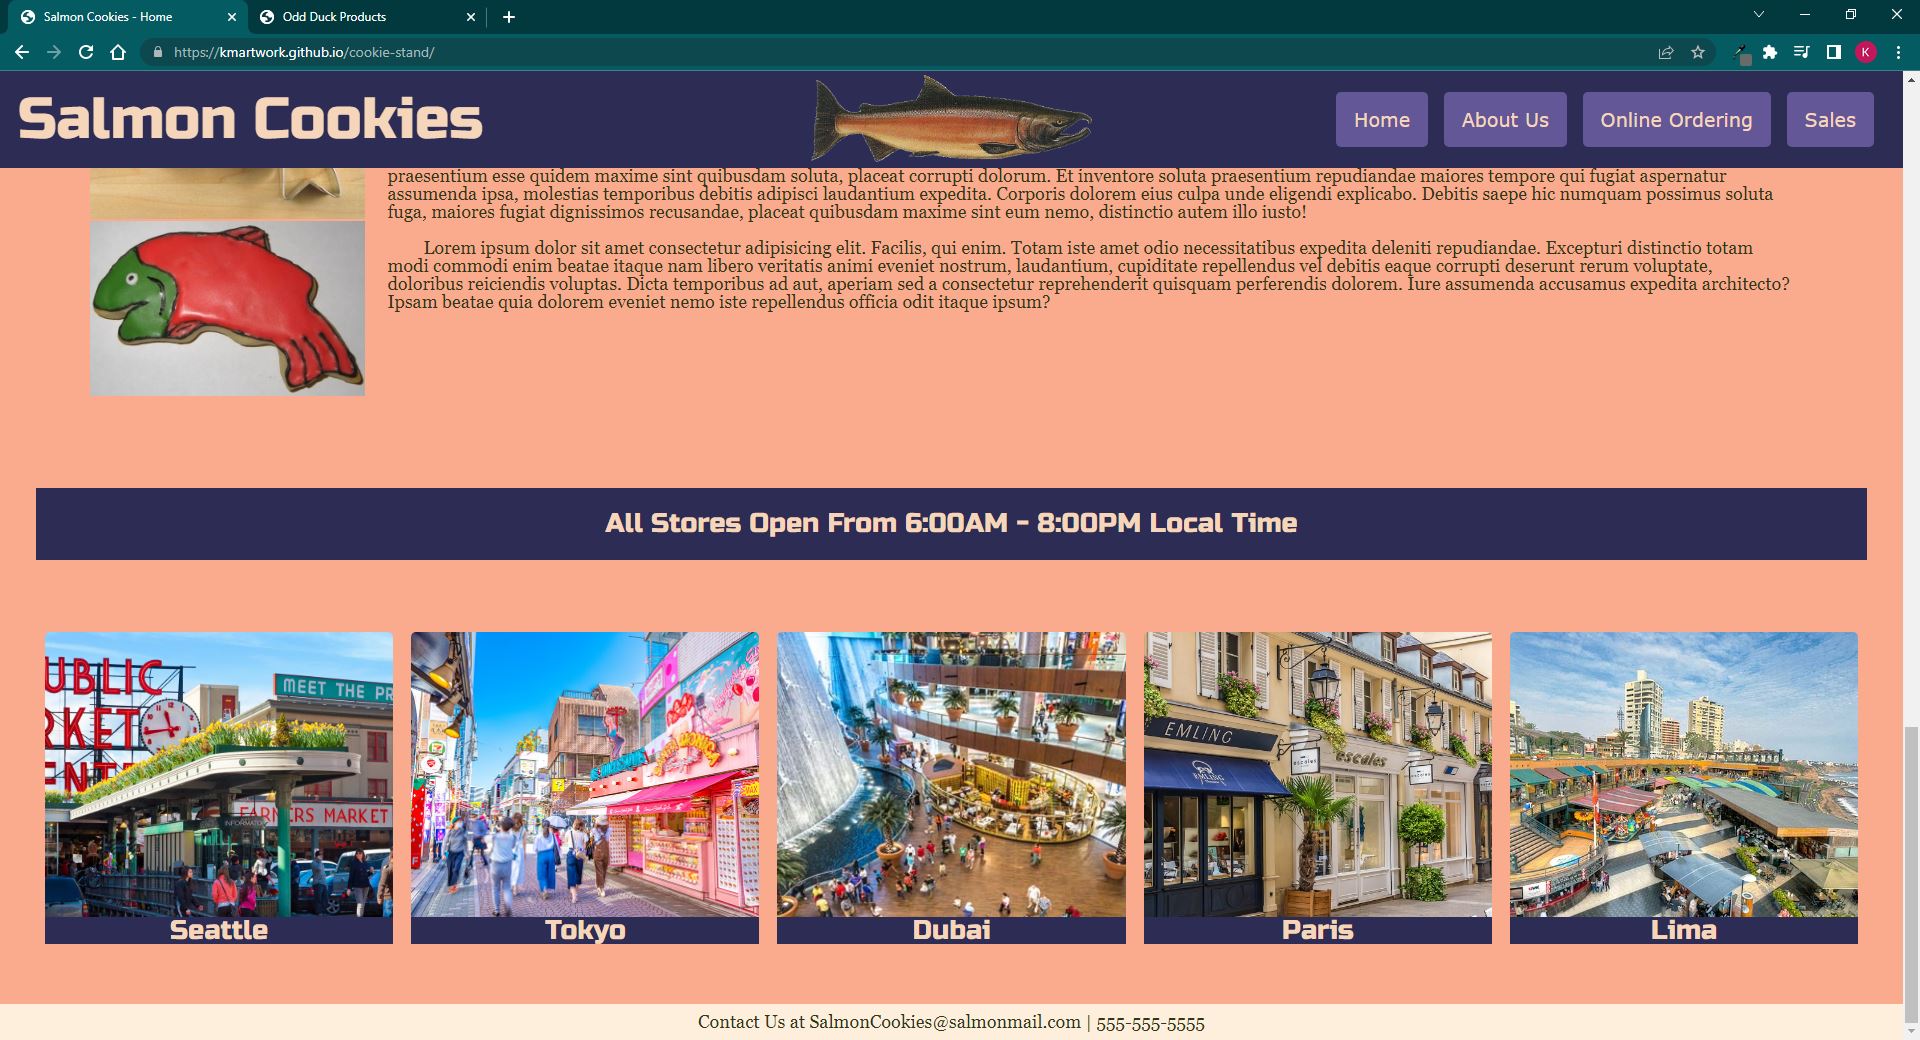 Salmon Cookies - Home
Odd Duck Products
https://kmartwork.github.io/cookie-stand/
K
Salmon Cookies
Home
About Us
Online Ordering
Sales
praesentium esse quidem maxime sint quibusdam soluta, placeat corrupti dolorum. Et inventore soluta praesentium repudiandae maiores tempore qui fugiat aspernatur
assumenda ipsa, molestias temporibus debitis adipisci laudantium expedita. Corporis dolorem eius culpa unde eligendi explicabo. Debitis saepe hic numquam possimus soluta
fuga, maiores fugiat dignissimos recusandae, placeat quibusdam maxime sint eum nemo, distinctio autem illo iusto!
Lorem ipsum dolor sit amet consectetur adipisicing elit. Facilis, qui enim. Totam iste amet odio necessitatibus expedita deleniti repudiandae. Excepturi distinctio totam
modi commodi enim beatae itaque nam libero veritatis animi eveniet nostrum, laudantium, cupiditate repellendus vel debitis eaque corrupti deserunt rerum voluptate,
doloribus reiciendis voluptas. Dicta temporibus ad aut, aperiam sed a consectetur reprehenderit quisquam perferendis dolorem. Iure assumenda accusamus expedita architecto?
Ipsam beatae quia dolorem eveniet nemo iste repellendus officia odit itaque ipsum?
All Stores Open From 6:00AM - 8:00PM Local Time
UBLIC
RKET
ENT
MEET THE PR
FARMERS MARKET
INFORMATION
EMLING
EMLING
escales
escales
escales
Seattle
Tokyo
Dubai
Paris
Lima
Contact Us at SalmonCookies@salmonmail.com | 555-555-5555